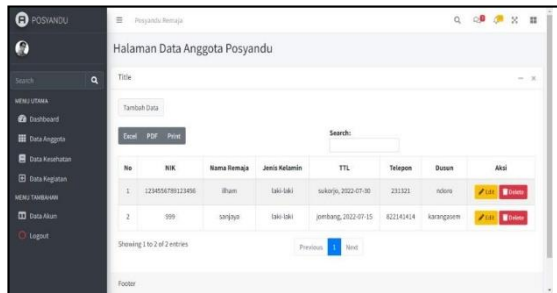 POSYANDU
Posyandu Remaja
Halaman Data Anggota Posyandu
Search
MENU UTAMA
Dashboard
Data Anggota
Data Kesehatan
Data Kegiatan
MENU TAMBAHAN
Data Akun
Logout
Title
Tambah Data
Excel PDF Print
Search:
No NIK Nama Remaja Jenis Kelamin TTL Telepon Dusun Aksi
1 ilham laki-laki sukorjo, 2022-07-30 231321 ndoro Edit Delete
2 999 sanjayo laki-laki jombang, 2022-07-15 822141414 karangasem Edit Delete
Showing 1 to 2 of 2 entries
Previous 1 Next
Footer